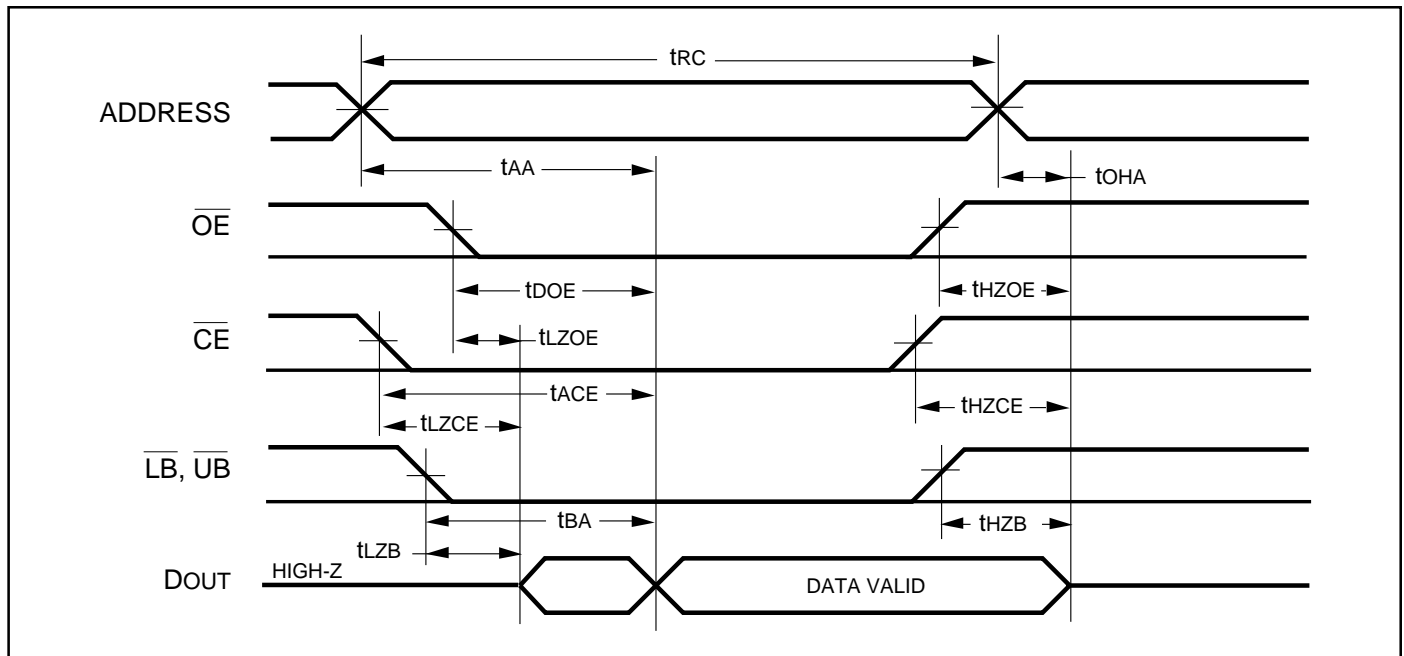 tRC
ADDRESS
tAA
tOHA
OE
tDOE
tHZOE
CE
tLZOE
tACE
tHZCE
tLZCE
LB, UB
tBA
tHZB
tLZB
DOUT
HIGH-Z
DATA VALID